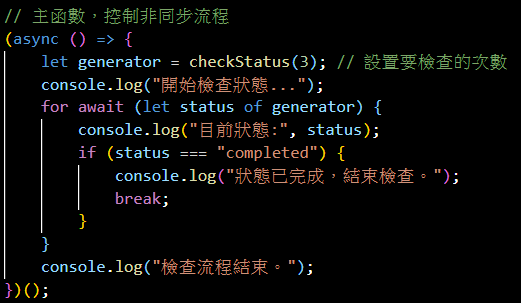 // 主函數，控制非同步流程
(async () => {
    let generator = checkStatus(3); // 設置要檢查的次數
    console.log("開始檢查狀態...");
    for await (let status of generator) {
        console.log("目前狀態:", status);
        if (status === "completed") {
            console.log("狀態已完成，結束檢查。");
            break;
        }
    }
    console.log("檢查流程結束。");
})();